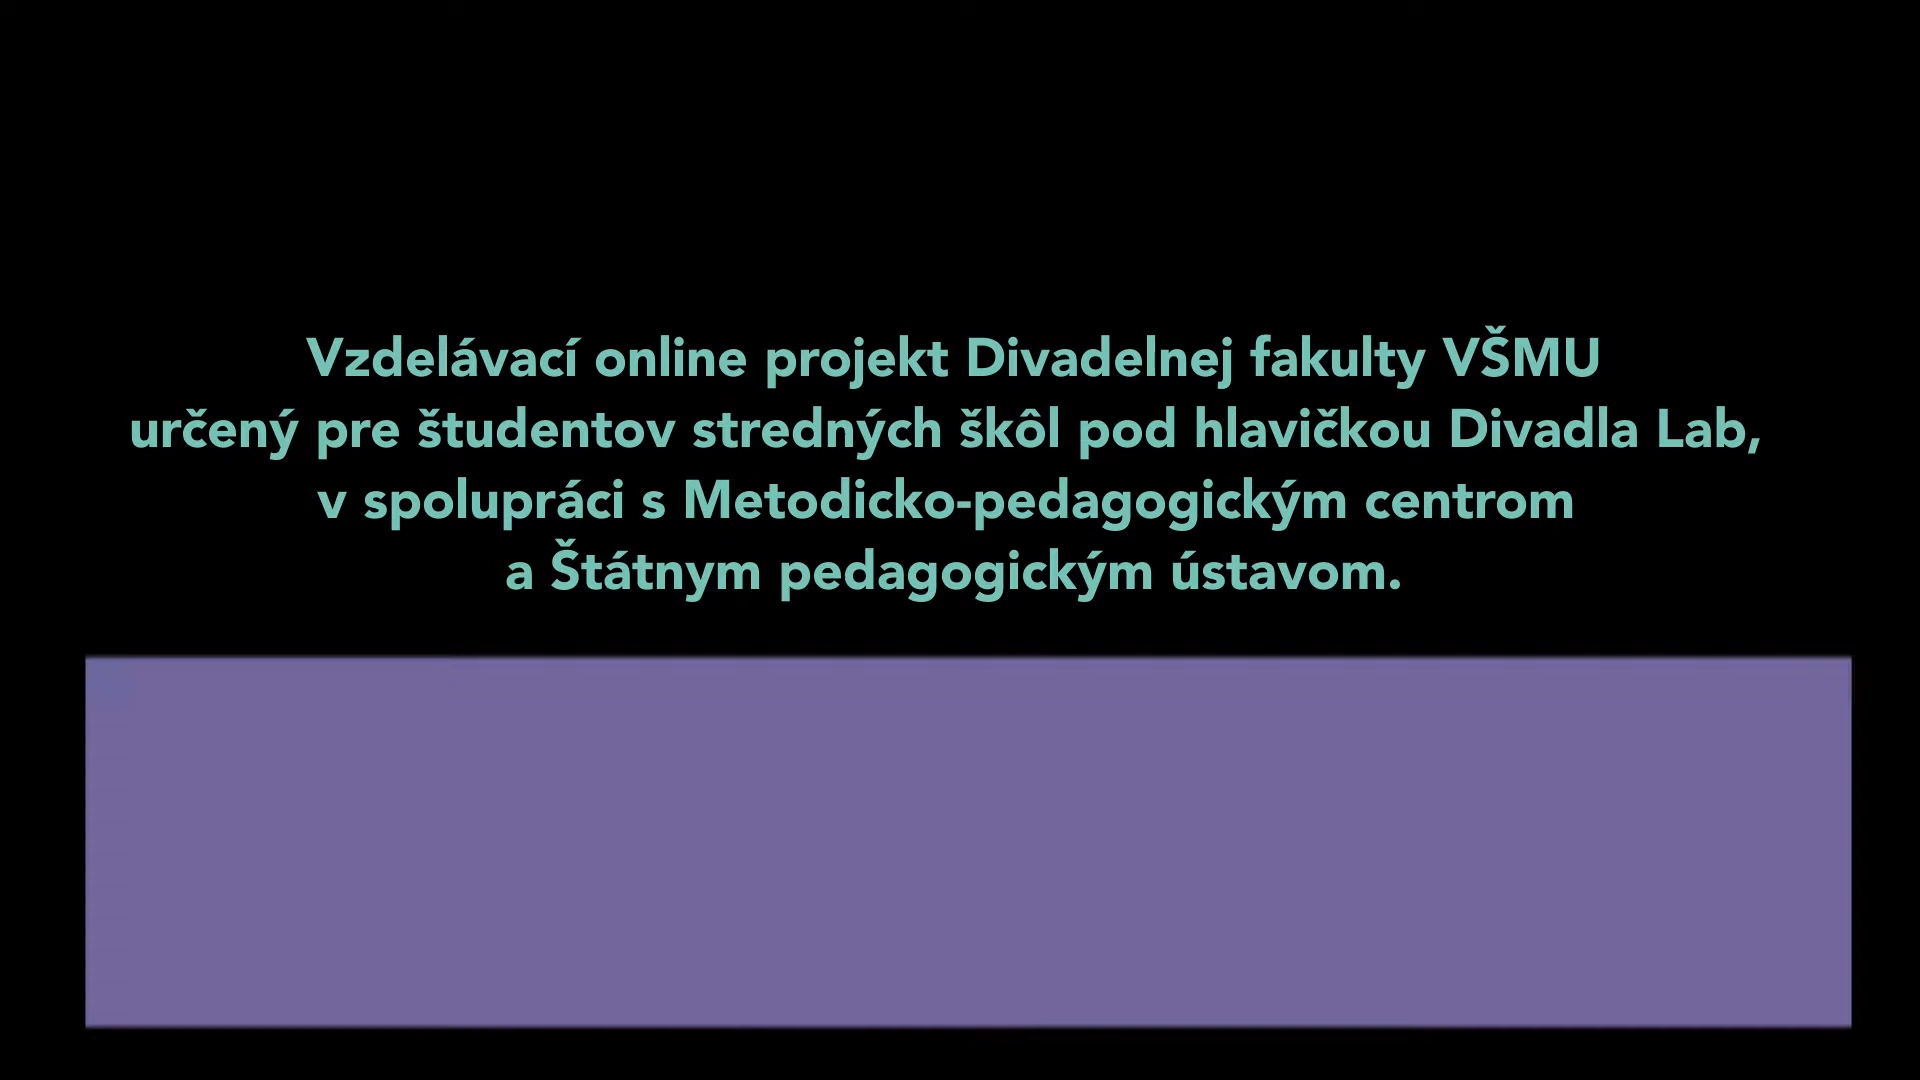 Vzdelávací online projekt Divadelnej fakulty VŠMU
určený pre študentov stredných škôl pod hlavičkou Divadla Lab,
v spolupráci s Metodicko-pedagogickým centrom
a Štátnym pedagogickým ústavom.